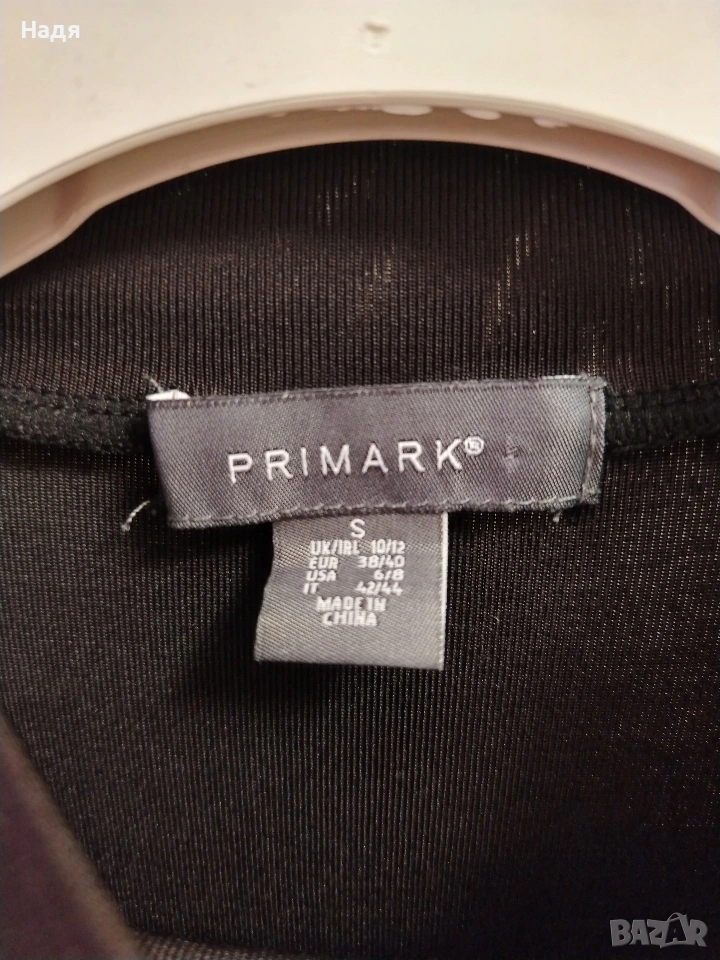 Надя
PRIMARK®
S
UK/IRL 10/12
EUR 38/40
USA 6/8
IT 42/44
MADE IN
CHINA
BAZAR